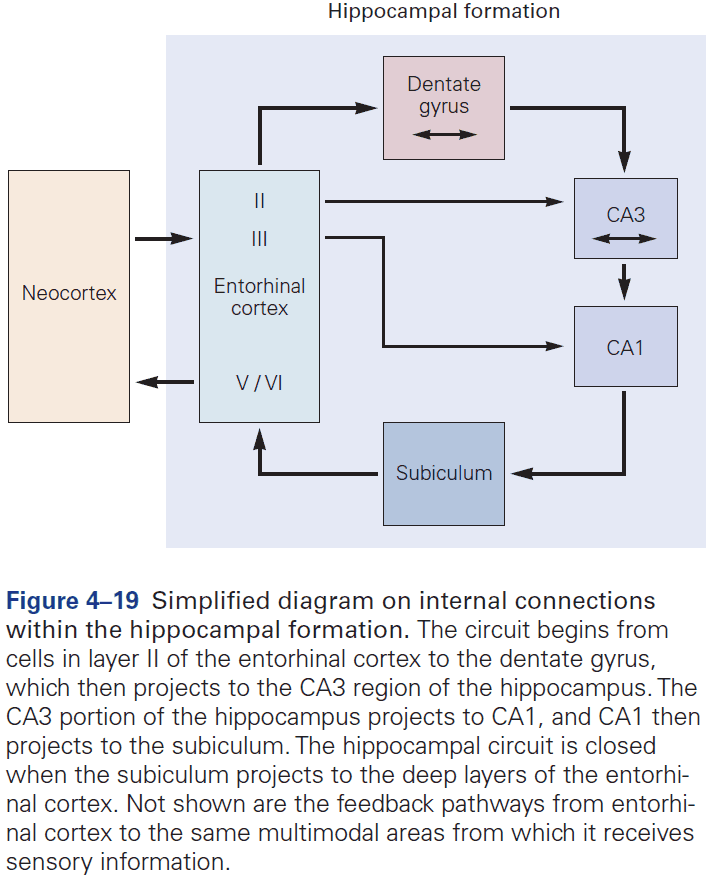 Hippocampal formation
Dentate
gyrus
II
III
Entorhinal
cortex
V / VI
Neocortex
CA3
CA1
Subiculum
Figure 4–19 Simplified diagram on internal connections
within the hippocampal formation. The circuit begins from
cells in layer II of the entorhinal cortex to the dentate gyrus,
which then projects to the CA3 region of the hippocampus. The
CA3 portion of the hippocampus projects to CA1, and CA1 then
projects to the subiculum. The hippocampal circuit is closed
when the subiculum projects to the deep layers of the entorhi-
nal cortex. Not shown are the feedback pathways from entorhi-
nal cortex to the same multimodal areas from which it receives
sensory information.